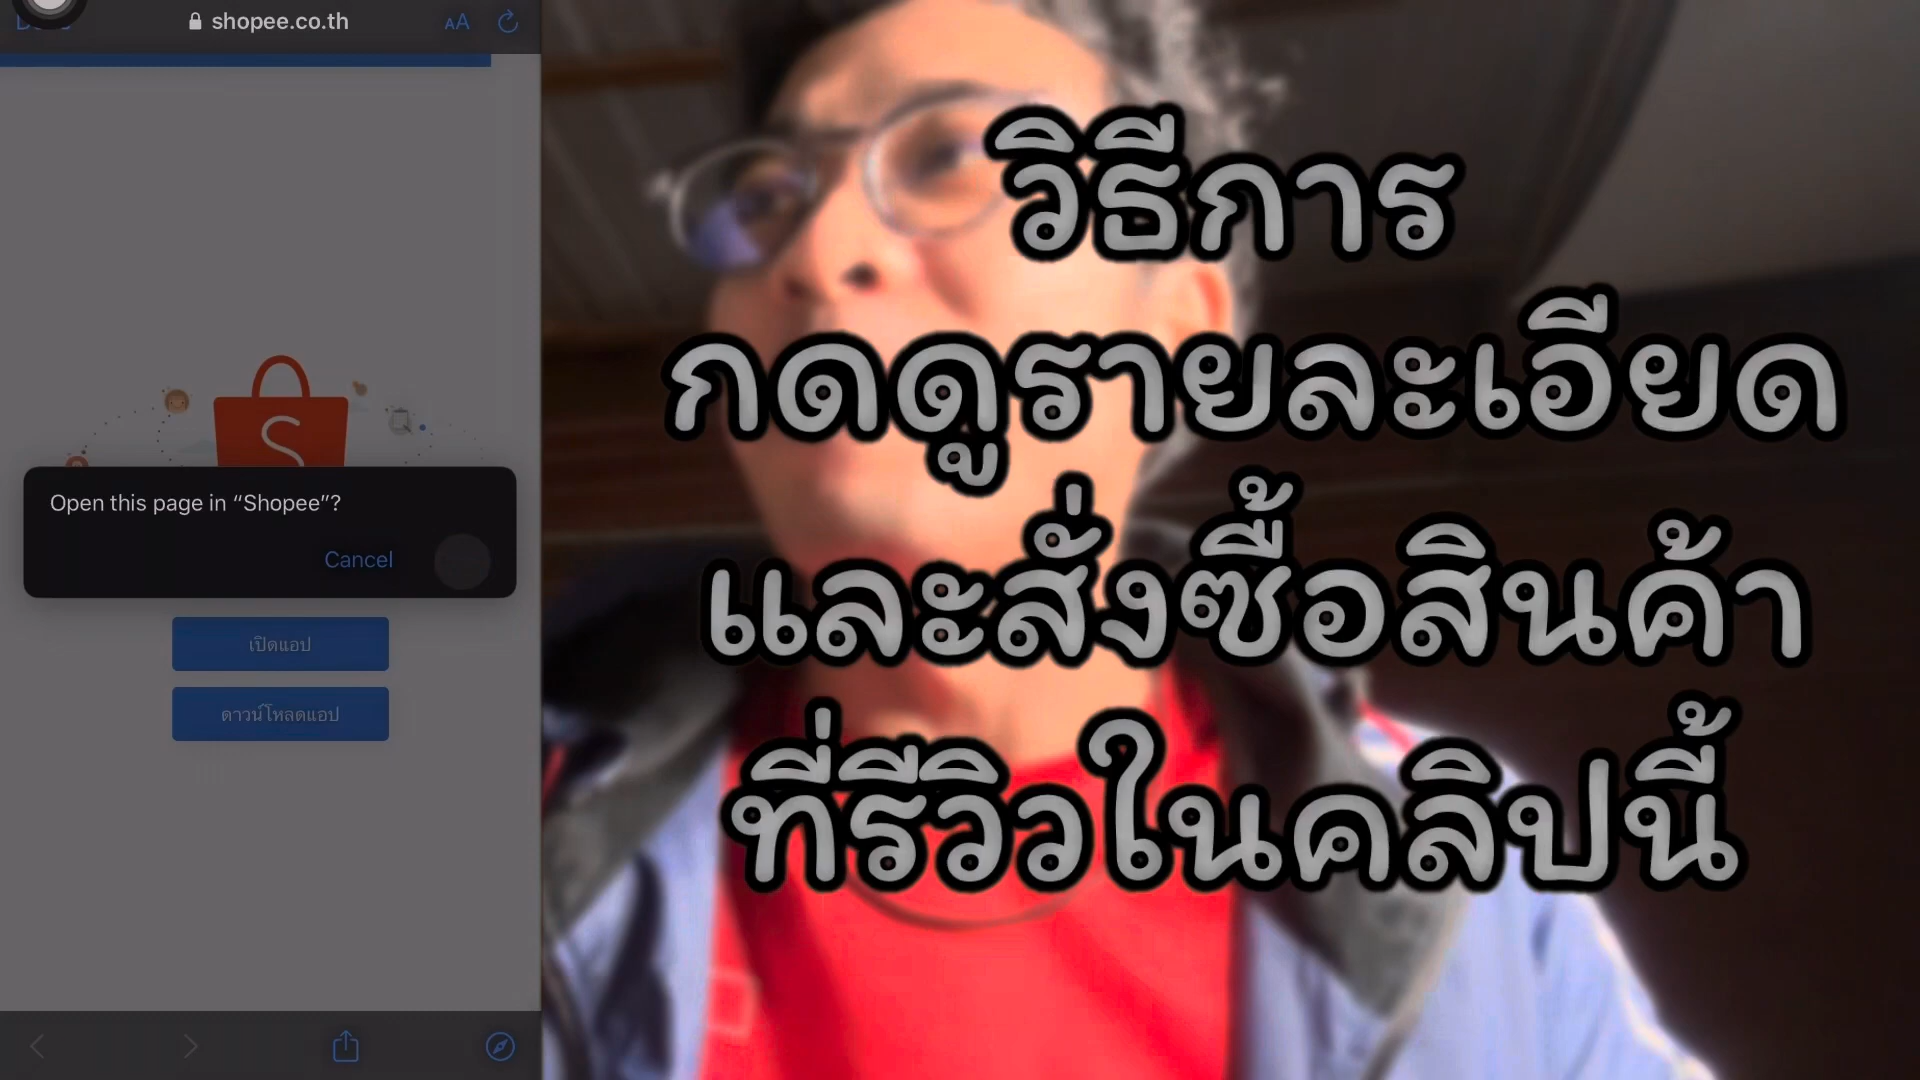 shopee.co.th
AA
Open this page in “Shopee”?
Cancel
เปิดแอป
ดาวน์โหลดแอป
วิธีการ
กดดูรายละเอียด
และสั่งซื้อสินค้า
ที่รีวิวในคลิปนี้